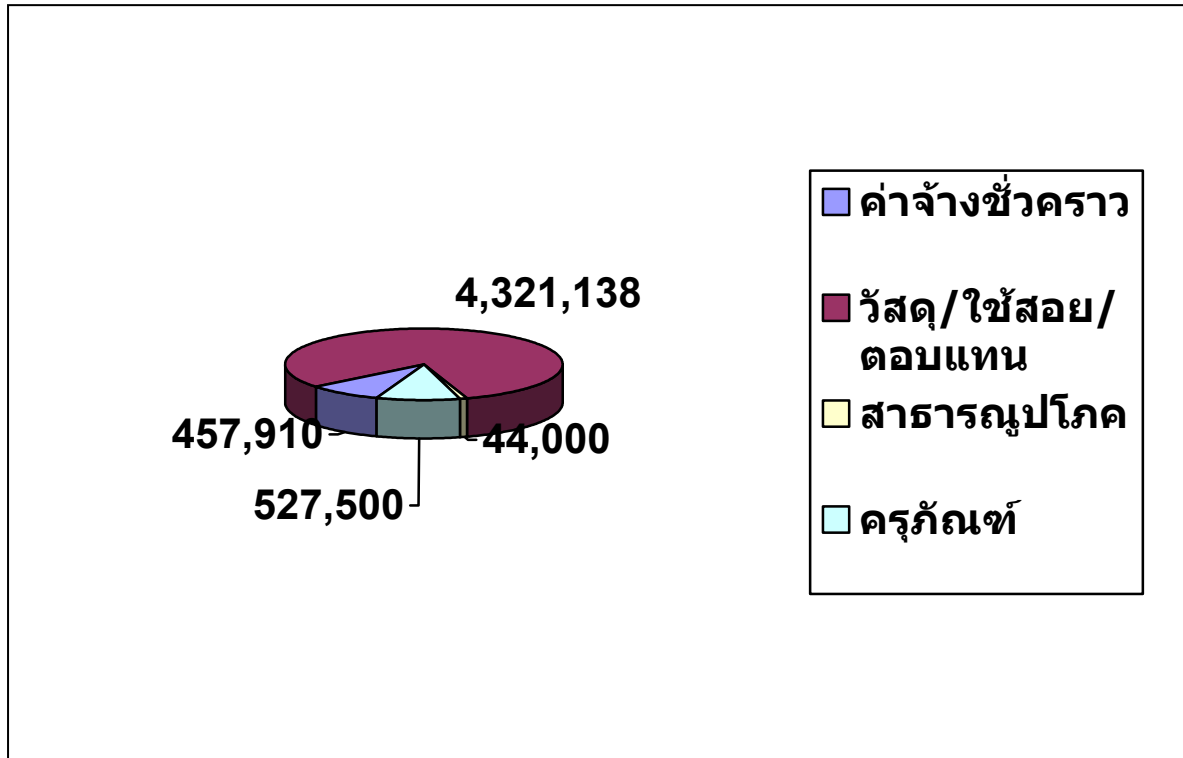 4,321,138
457,910
44,000
527,500
ค่าจ้างชั่วคราว
วัสดุ/ใช้สอย/
ตอบแทน
สาธารณูปโภค
ครุภัณฑ์